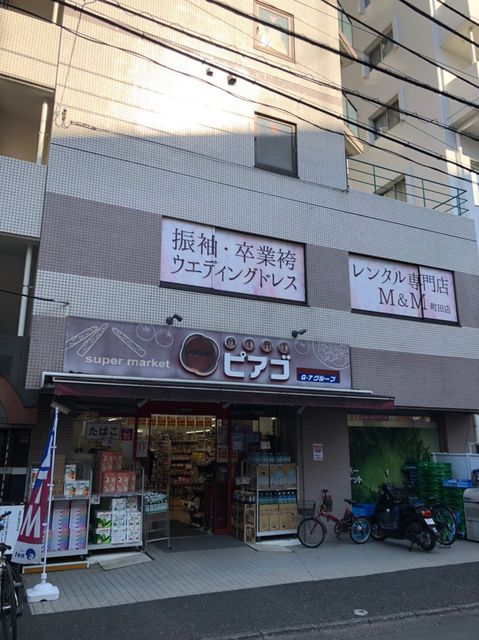 振袖・卒業袴
ウエディングドレス
レンタル専門店
M&M 町田店
super market
ピアゴ
G-7グループ
たばこ